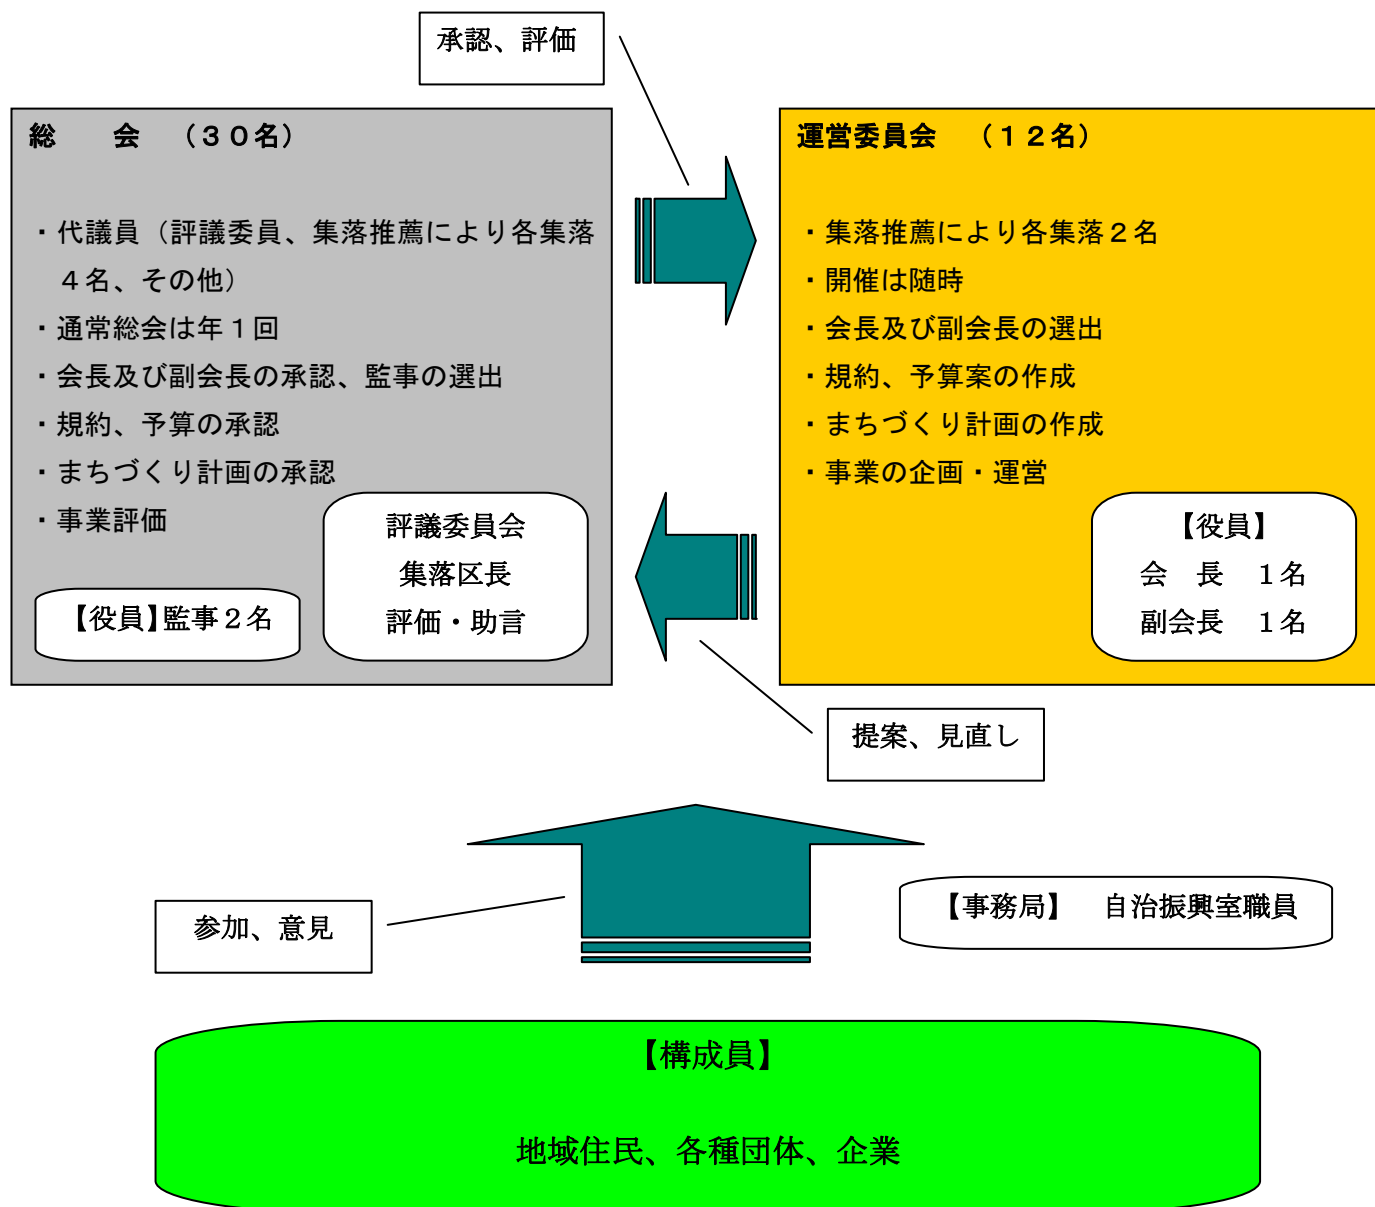 承認、評価
総　　会　（３０名）
・代議員（評議委員、集落推薦により各集落
４名、その他）
・通常総会は年１回
・会長及び副会長の承認、監事の選出
・規約、予算の承認
・まちづくり計画の承認
・事業評価
評議委員会
集落区長
評価・助言
【役員】監事２名
運営委員会　（１２名）
・集落推薦により各集落２名
・開催は随時
・会長及び副会長の選出
・規約、予算案の作成
・まちづくり計画の作成
・事業の企画・運営
【役員】
会　長　１名
副会長　１名
提案、見直し
参加、意見
【事務局】　自治振興室職員
【構成員】
地域住民、各種団体、企業